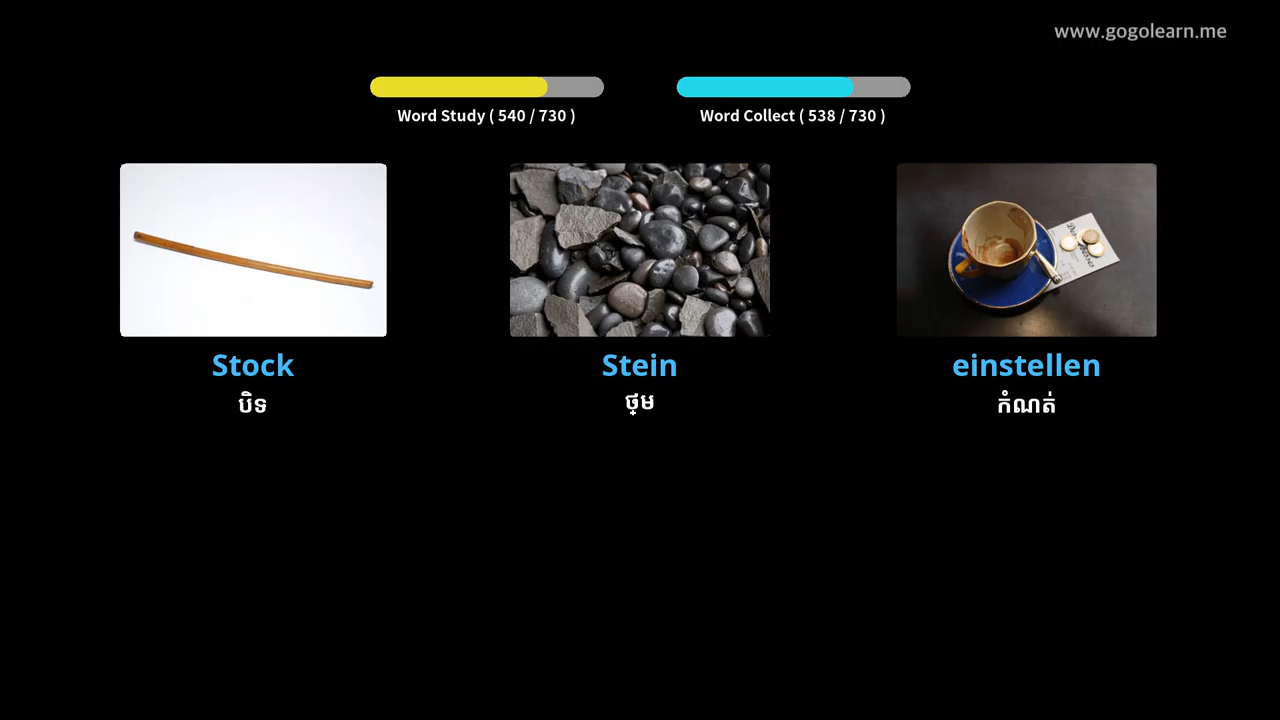 www.gogolearn.me
Word Study ( 540 / 730 )
Word Collect ( 538 / 730 )
Stock
Stein
einstellen
បិទ
ថ្ម
កំណត់